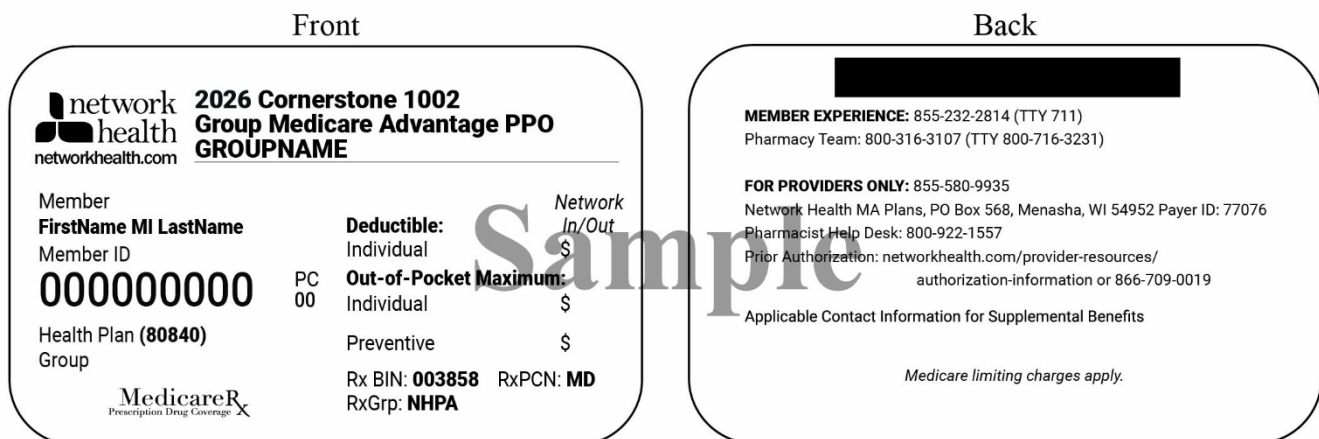 Front
network
health
networkhealth.com
2026 Cornerstone 1002
Group Medicare Advantage PPO
GROUPNAME
Member
FirstName MI LastName
Member ID
000000000
PC
00
Health Plan (80840)
Group
MedicareRx
Prescription Drug Coverage
Network
In/Out
Deductible:
Individual $
Out-of-Pocket Maximum:
Individual $
Preventive $
Rx BIN: 003858 RxPCN: MD
RxGrp: NHPA
Sample
Back
MEMBER EXPERIENCE: 855-232-2814 (TTY 711)
Pharmacy Team: 800-316-3107 (TTY 800-716-3231)
FOR PROVIDERS ONLY: 855-580-9935
Network Health MA Plans, PO Box 568, Menasha, WI 54952 Payer ID: 77076
Pharmacist Help Desk: 800-922-1557
Prior Authorization: networkhealth.com/provider-resources/
authorization-information or 866-709-0019
Applicable Contact Information for Supplemental Benefits
Medicare limiting charges apply.